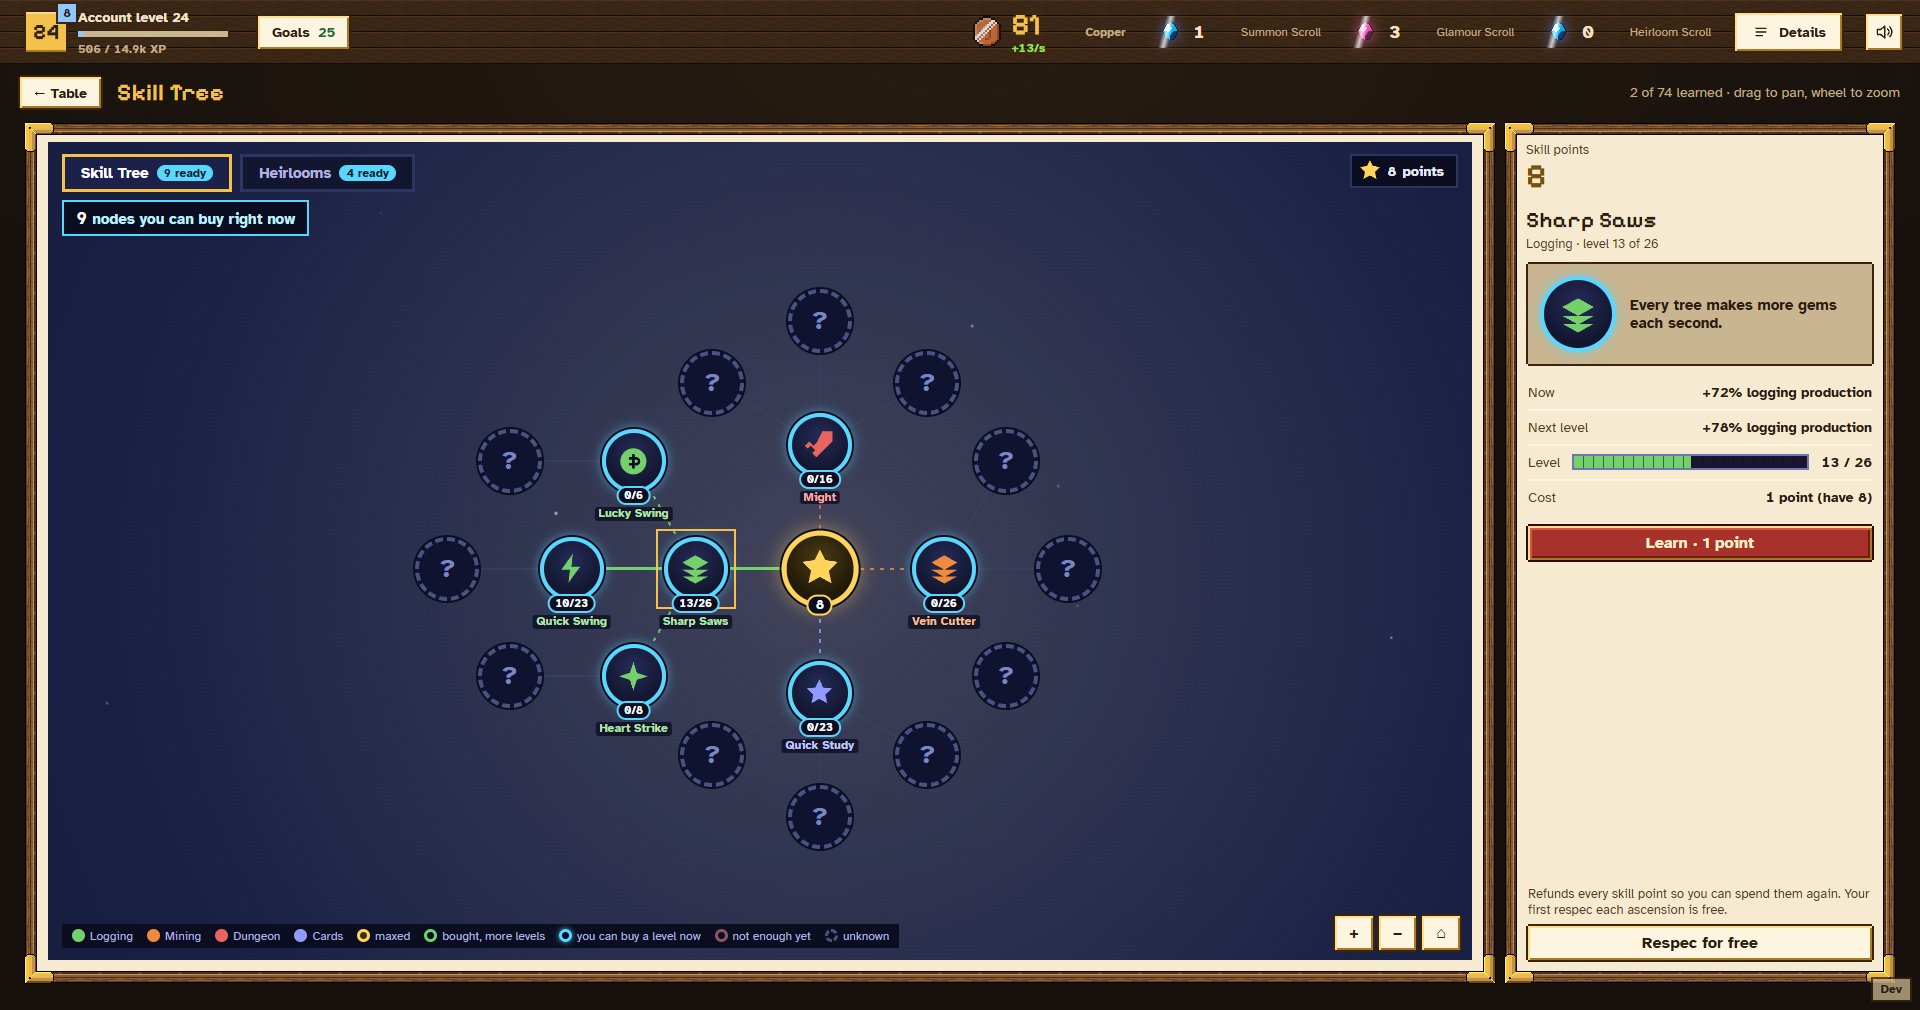 24
8
Account level 24
506 / 14.9k XP
Goals 25
81
+13/s
Copper
1
Summon Scroll
3
Glamour Scroll
0
Heirloom Scroll
Details
← Table
Skill Tree
2 of 74 learned · drag to pan, wheel to zoom
Skill Tree 9 ready
Heirlooms 4 ready
8 points
9 nodes you can buy right now
?
?
?
?
0/6
Lucky Swing
0/16
Might
?
?
10/23
Quick Swing
13/26
Sharp Saws
8
0/26
Vein Cutter
?
?
0/8
Heart Strike
0/23
Quick Study
?
?
?
?
Logging
Mining
Dungeon
Cards
maxed
bought, more levels
you can buy a level now
not enough yet
unknown
+
−
Skill points
8
Sharp Saws
Logging · level 13 of 26
Every tree makes more gems
each second.
Now +72% logging production
Next level +78% logging production
Level 13 / 26
Cost 1 point (have 8)
Learn · 1 point
Refunds every skill point so you can spend them again. Your
first respec each ascension is free.
Respec for free
Dev